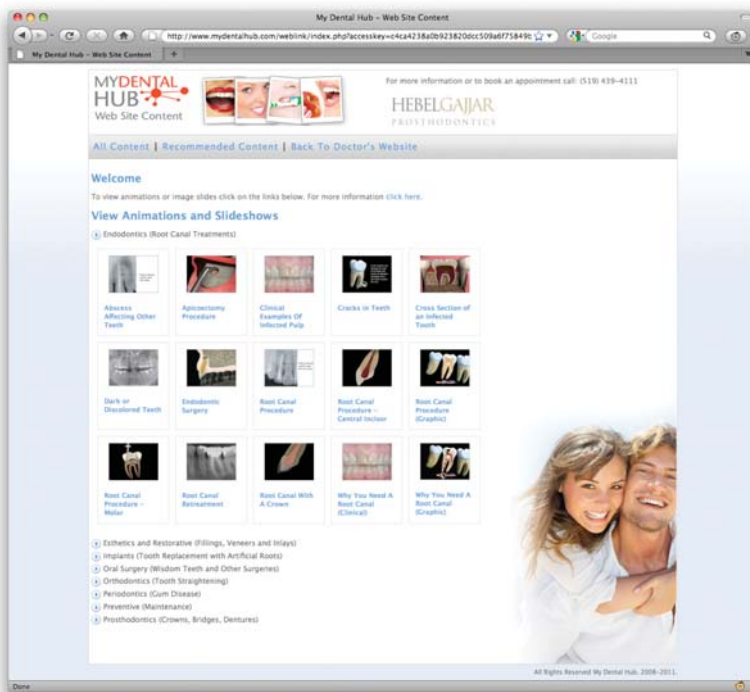 My Dental Hub – Web Site Content
http://www.mydentalhub.com/weblink/index.php?accesskey=c4ca4238a0b923820dcc509a6f75849b
Google
My Dental Hub – Web Site Content
MYDENTAL
HUB
Web Site Content
For more information or to book an appointment call: (519) 439-4111
HEBELGAJJAR
PROSTHODONTICS
All Content | Recommended Content | Back To Doctor's Website
Welcome
To view animations or image slides click on the links below. For more information click here.
View Animations and Slideshows
Endodontics (Root Canal Treatments)
Abscess Affecting Other Teeth
Apicoectomy Procedure
Clinical Examples Of Infected Pulp
Cracks in Teeth
Cross Section of an Infected Tooth
Dark or Discolored Teeth
Endodontic Surgery
Root Canal Procedure
Root Canal Procedure – Central Incisor
Root Canal Procedure (Graphic)
Root Canal Procedure – Molar
Root Canal Retreatment
Root Canal With A Crown
Why You Need A Root Canal (Clinical)
Why You Need A Root Canal (Graphic)
Esthetics and Restorative (Fillings, Veneers and Inlays)
Implants (Tooth Replacement with Artificial Roots)
Oral Surgery (Wisdom Teeth and Other Surgeries)
Orthodontics (Tooth Straightening)
Periodontics (Gum Disease)
Preventive (Maintenance)
Prosthodontics (Crowns, Bridges, Dentures)
All Rights Reserved My Dental Hub. 2008-2011.
Done